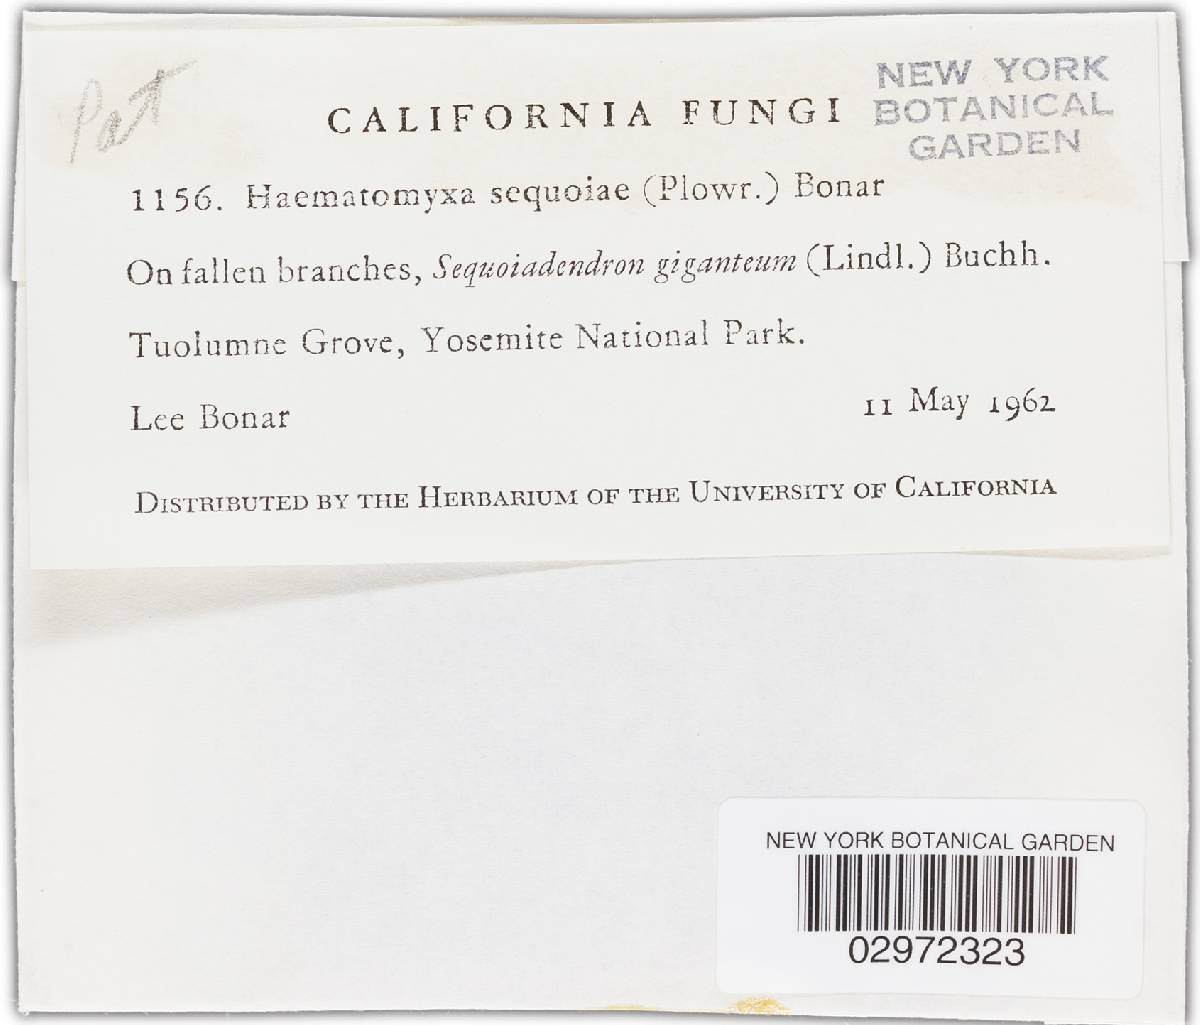 Pat
CALIFORNIA FUNGI
NEW YORK
BOTANICAL
GARDEN
1156. Haematomyxa sequoiae (Plowr.) Bonar
On fallen branches, Sequoiadendron giganteum (Lindl.) Buchh.
Tuolumne Grove, Yosemite National Park.
Lee Bonar 11 May 1962
DISTRIBUTED BY THE HERBARIUM OF THE UNIVERSITY OF CALIFORNIA
NEW YORK BOTANICAL GARDEN
02972323